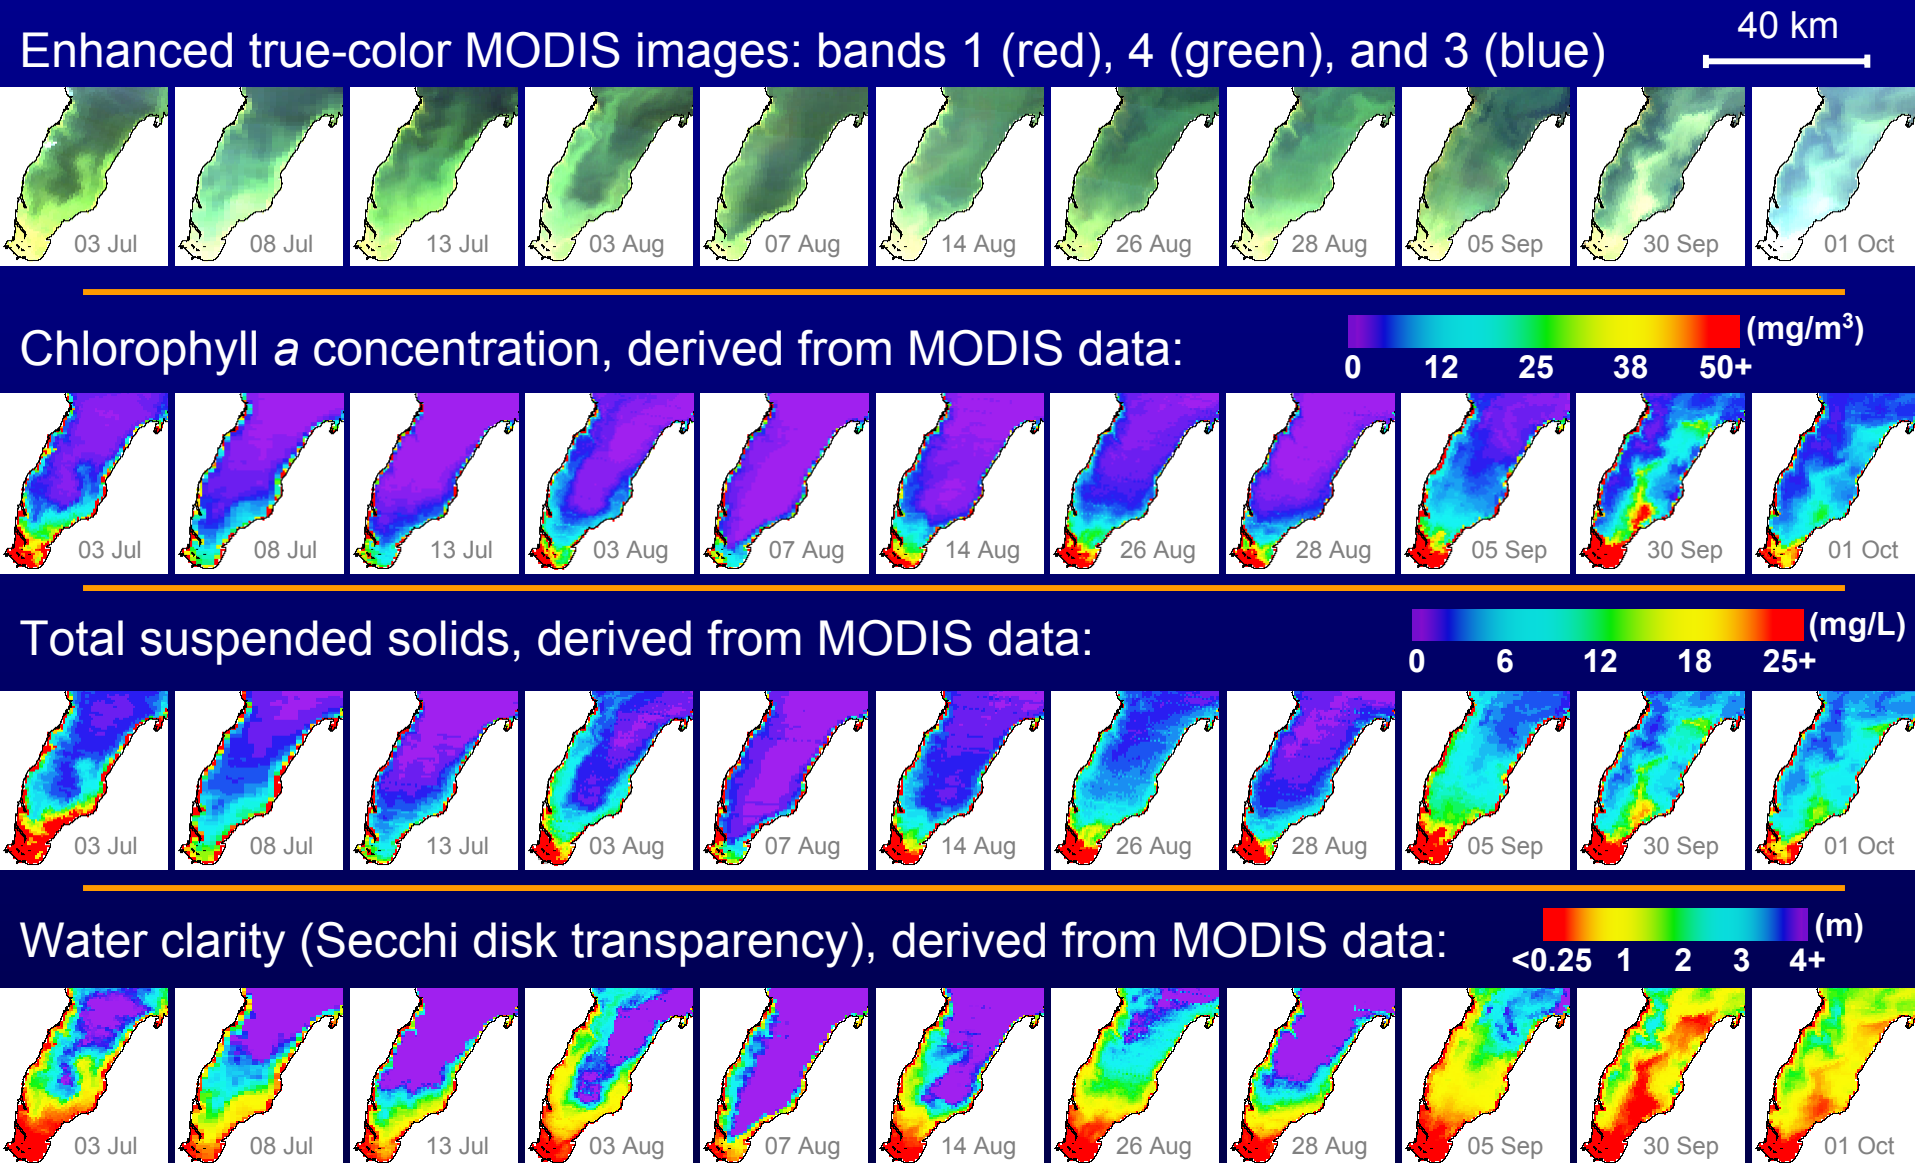 Enhanced true-color MODIS images: bands 1 (red), 4 (green), and 3 (blue)
40 km
03 Jul 08 Jul 13 Jul 03 Aug 07 Aug 14 Aug 26 Aug 28 Aug 05 Sep 30 Sep 01 Oct
Chlorophyll a concentration, derived from MODIS data:
(mg/m³)
0 12 25 38 50+
03 Jul 08 Jul 13 Jul 03 Aug 07 Aug 14 Aug 26 Aug 28 Aug 05 Sep 30 Sep 01 Oct
Total suspended solids, derived from MODIS data:
(mg/L)
0 6 12 18 25+
03 Jul 08 Jul 13 Jul 03 Aug 07 Aug 14 Aug 26 Aug 28 Aug 05 Sep 30 Sep 01 Oct
Water clarity (Secchi disk transparency), derived from MODIS data:
(m)
<0.25 1 2 3 4+
03 Jul 08 Jul 13 Jul 03 Aug 07 Aug 14 Aug 26 Aug 28 Aug 05 Sep 30 Sep 01 Oct